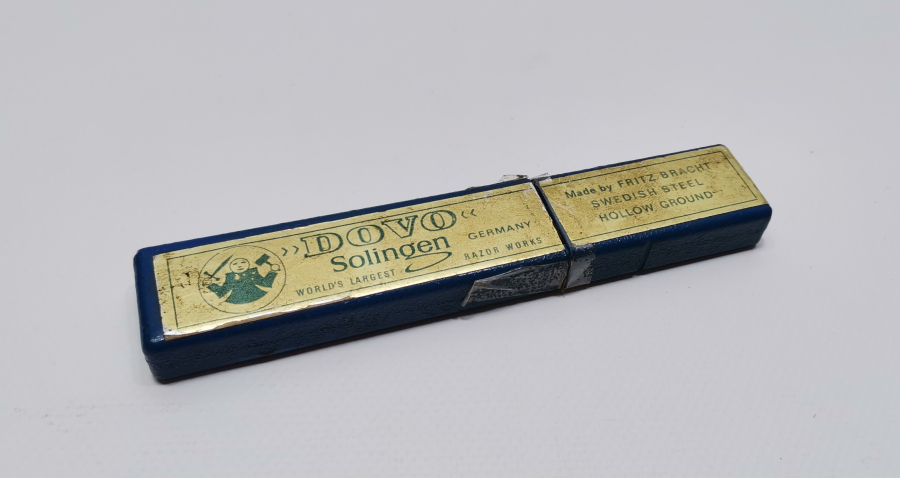 »DOVO«
Solingen
GERMANY
WORLD'S LARGEST RAZOR WORKS
Made by FRITZ BRACHT
SWEDISH STEEL
HOLLOW GROUND